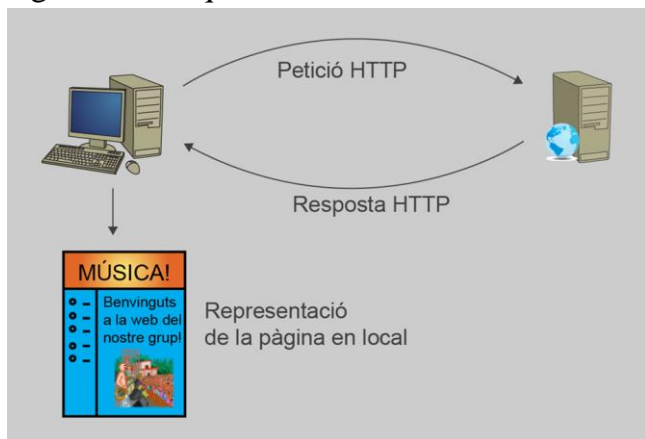 Petició HTTP
Resposta HTTP
MÚSICA!
Benvinguts
a la web del
nostre grup!
Representació
de la pàgina en local